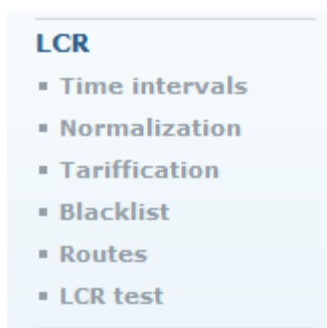 LCR
Time intervals
Normalization
Tariffication
Blacklist
Routes
LCR test